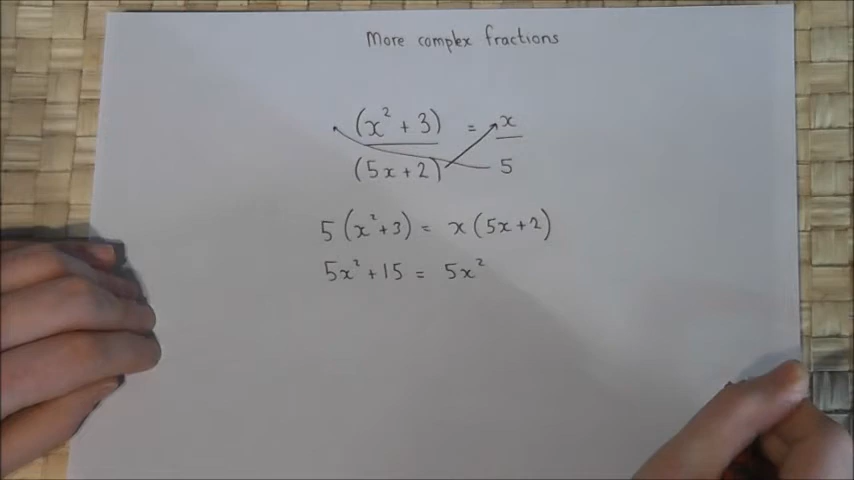 More complex fractions
(x² + 3) = x
(5x + 2) 5
5(x² + 3) = x(5x + 2)
5x² + 15 = 5x²